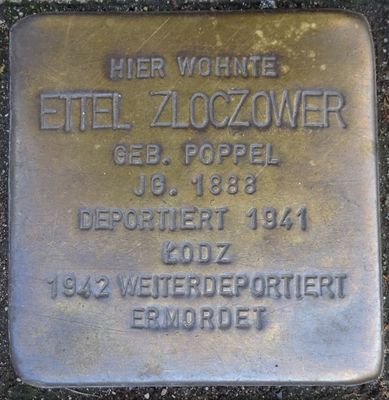 HIER WOHNTE
ETTEL ZLOCZOWER
GEB. POPPEL
JG. 1888
DEPORTIERT 1941
ŁODZ
1942 WEITERDEPORTIERT
ERMORDET